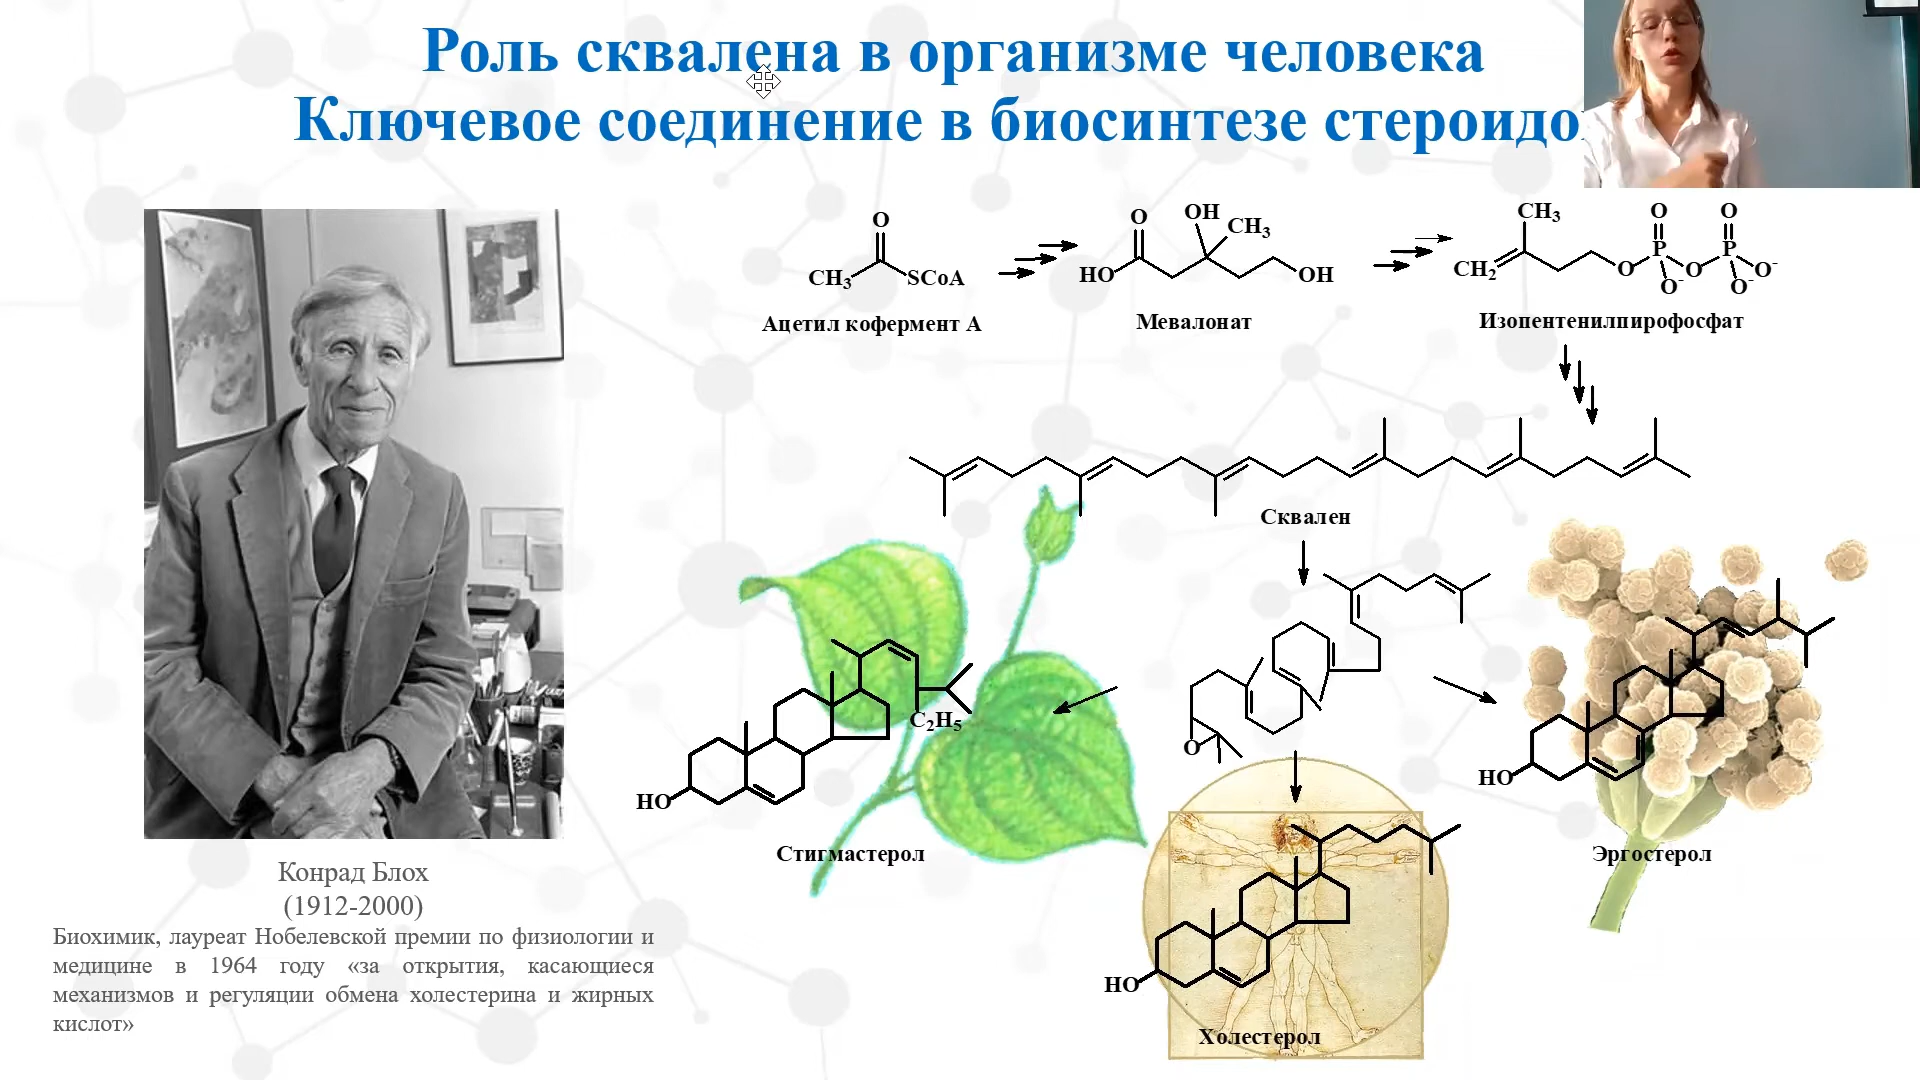 Роль сквалена в организме человека
Ключевое соединение в биосинтезе стероидо
O
CH3
SCoA
Ацетил кофермент А
O
OH
CH3
HO
OH
Мевалонат
CH3
CH2
O
O
P
O
P
O
O-
O-
O-
Изопентенилпирофосфат
Сквален
O
C2H5
HO
Стигмастерол
HO
Эргостерол
HO
Холестерол
Конрад Блох
(1912-2000)
Биохимик, лауреат Нобелевской премии по физиологии и
медицине в 1964 году «за открытия, касающиеся
механизмов и регуляции обмена холестерина и жирных
кислот»